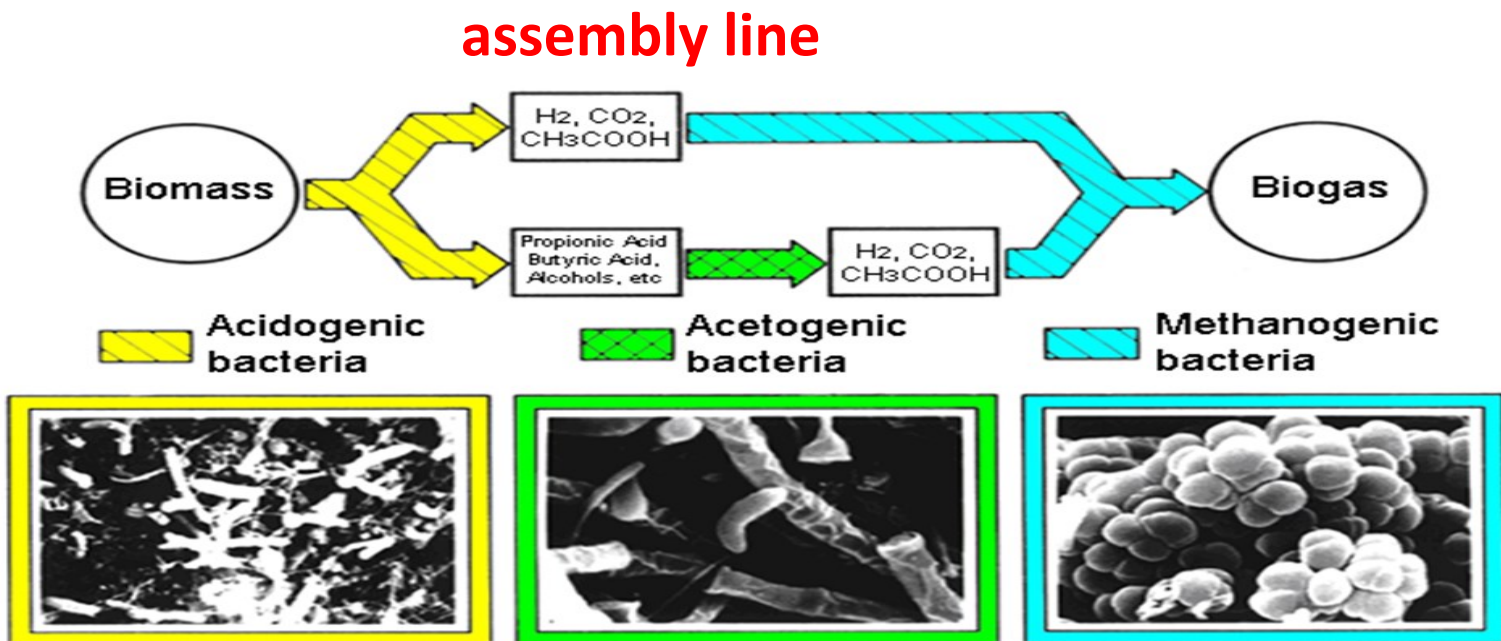 assembly line
Biomass
H2, CO2,
CH3COOH
Propionic Acid
Butyric Acid,
Alcohols, etc
H2, CO2,
CH3COOH
Biogas
Acidogenic
bacteria
Acetogenic
bacteria
Methanogenic
bacteria